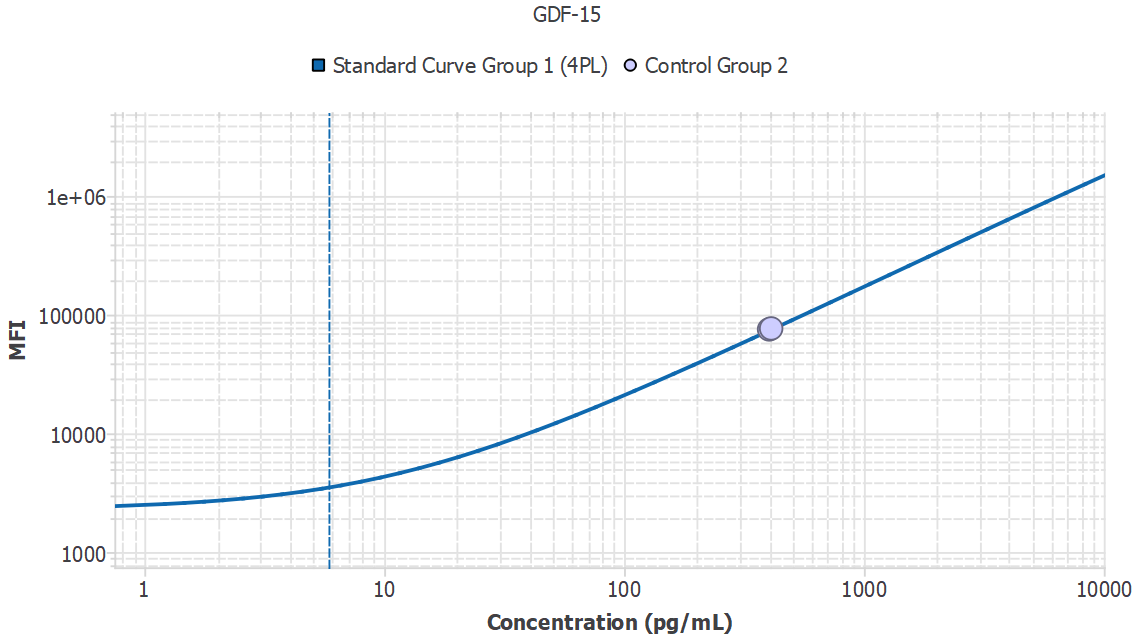 GDF-15
Standard Curve Group 1 (4PL) Control Group 2
1e+06
100000
10000
1000
MFI
1 10 100 1000 10000
Concentration (pg/mL)